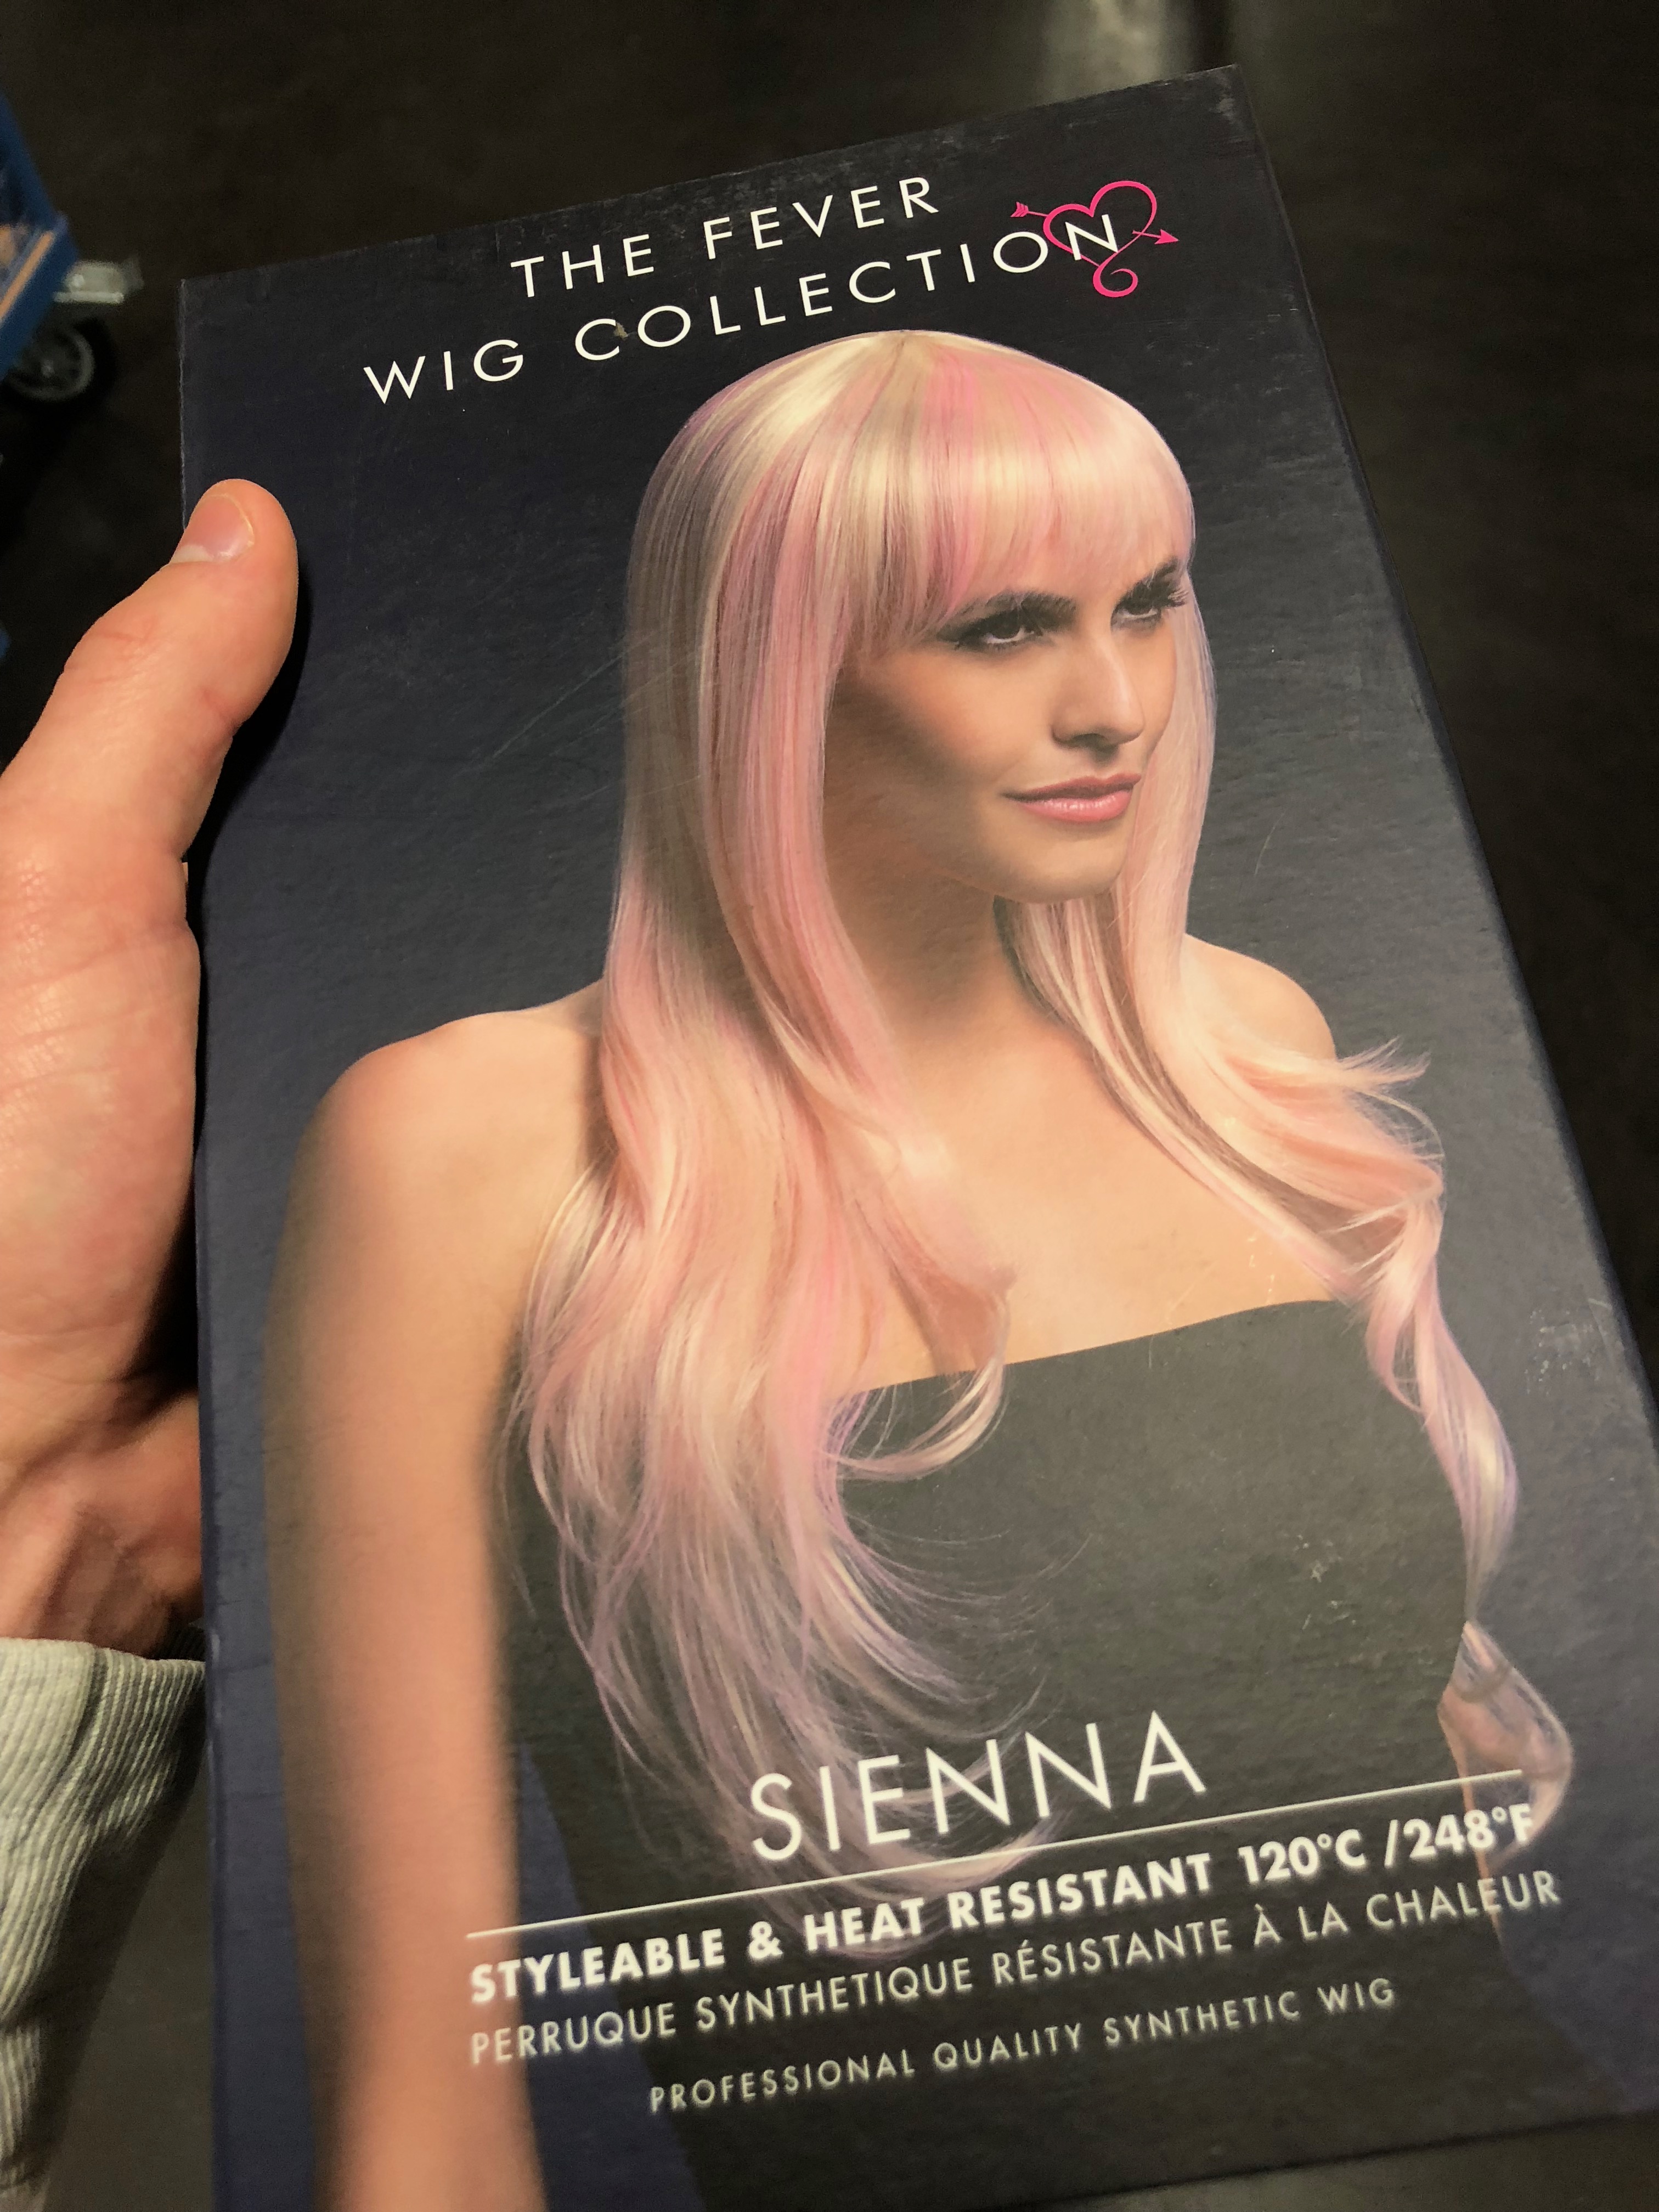 THE FEVER
WIG COLLECTION
SIENNA
STYLEABLE & HEAT RESISTANT 120°C /248°F
PERRUQUE SYNTHETIQUE RÉSISTANTE À LA CHALEUR
PROFESSIONAL QUALITY SYNTHETIC WIG